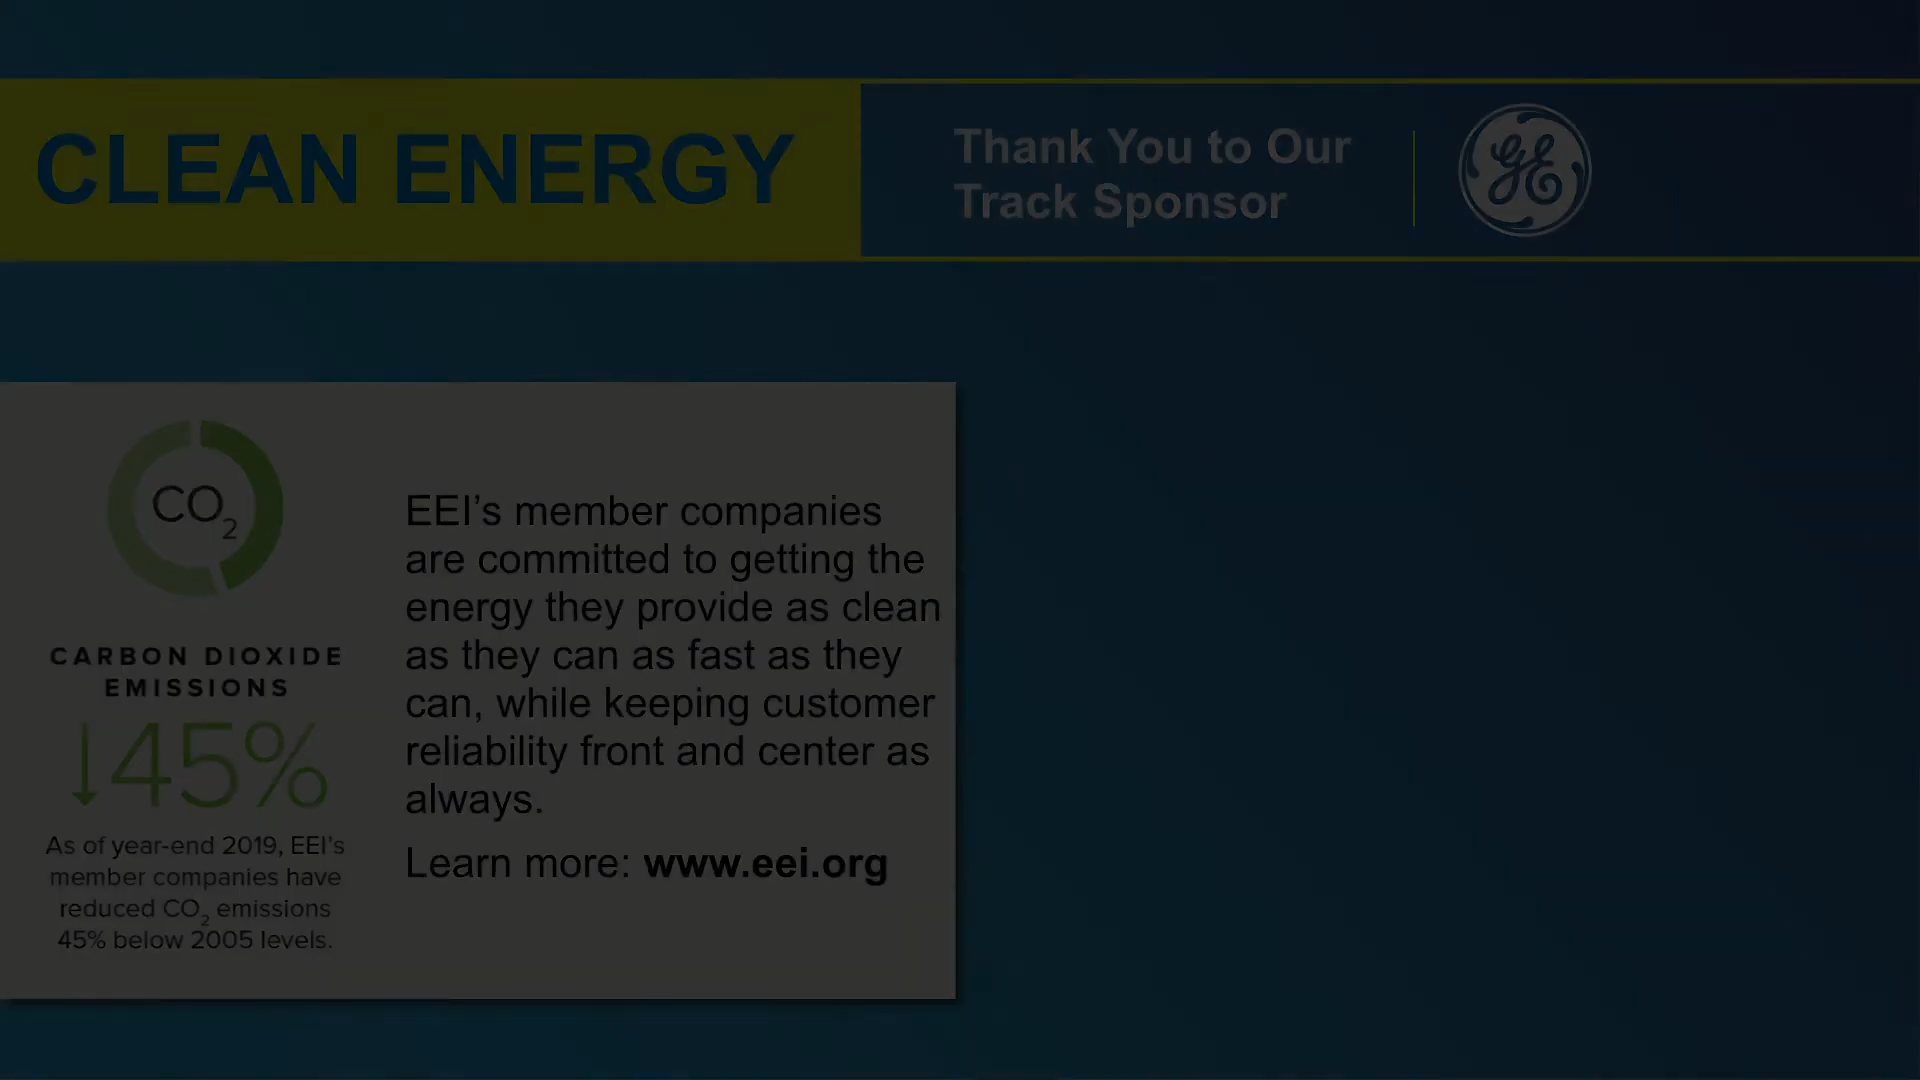 CLEAN ENERGY
Thank You to Our
Track Sponsor
GE
CO2
CARBON DIOXIDE
EMISSIONS
↓45%
As of year-end 2019, EEI's
member companies have
reduced CO2 emissions
45% below 2005 levels.
EEI’s member companies
are committed to getting the
energy they provide as clean
as they can as fast as they
can, while keeping customer
reliability front and center as
always.
Learn more: www.eei.org